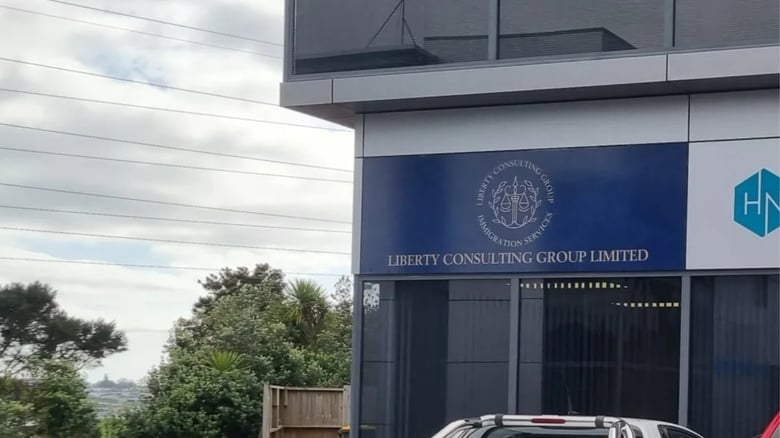 LIBERTY CONSULTING GROUP
IMMIGRATION SERVICES
LIBERTY CONSULTING GROUP LIMITED
HN